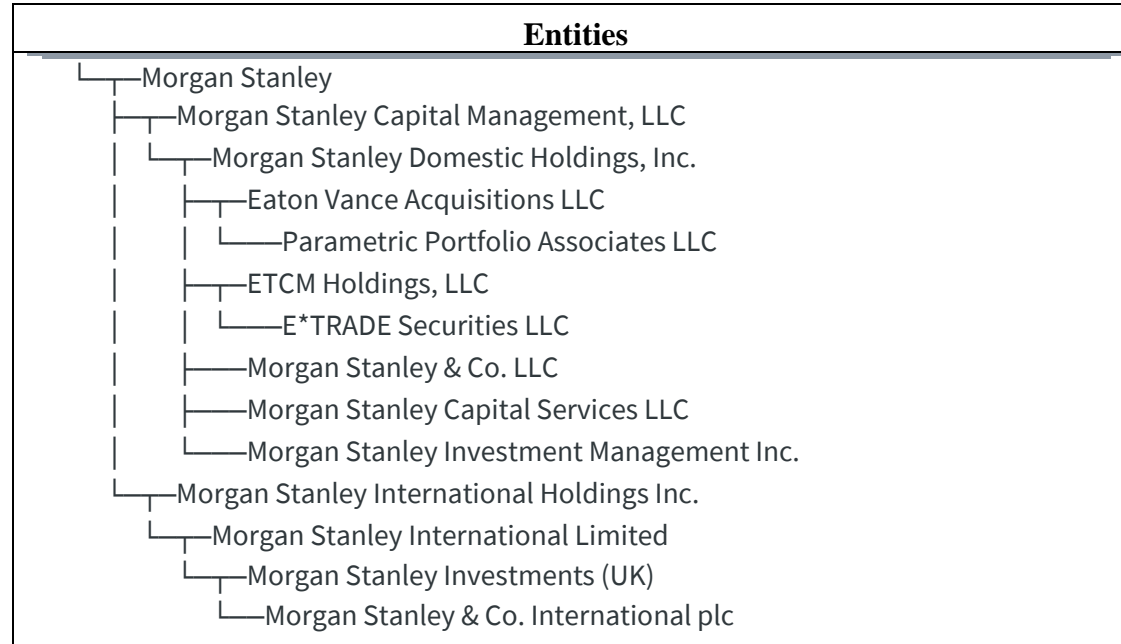 Entities
Morgan Stanley
Morgan Stanley Capital Management, LLC
Morgan Stanley Domestic Holdings, Inc.
Eaton Vance Acquisitions LLC
Parametric Portfolio Associates LLC
ETCM Holdings, LLC
E*TRADE Securities LLC
Morgan Stanley & Co. LLC
Morgan Stanley Capital Services LLC
Morgan Stanley Investment Management Inc.
Morgan Stanley International Holdings Inc.
Morgan Stanley International Limited
Morgan Stanley Investments (UK)
Morgan Stanley & Co. International plc